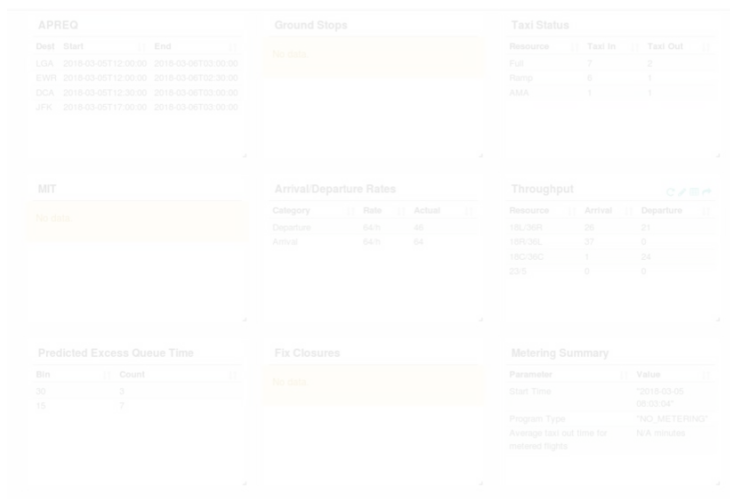 APREQ
Ground Stops
Taxi Status
Dest Start End
No data
Resource Taxi In Taxi Out
LGA 2018-03-05T12:00:00 2018-03-06T03:00:00
Full 7 2
EWR 2018-03-05T12:00:00 2018-03-06T02:30:00
Ramp 6 1
DCA 2018-03-05T12:30:00 2018-03-06T02:00:00
AMA 1 1
JFK 2018-03-05T17:00:00 2018-03-06T02:00:00
MIT
Arrival/Departure Rates
Throughput
No data
Category Rate Actual
Resource Arrival Departure
Departure 64/h 46
18L/36R 26 21
Arrival 84/h 64
18R/36L 37 0
18C/36C 1 24
23/5 0 0
Predicted Excess Queue Time
Fix Closures
Metering Summary
Bin Count
No data
Parameter Value
30 3
Start Time "2018-03-06
15 7
Program Type "NO_METERING"
Average taxi out time for N/A minutes
metered flights